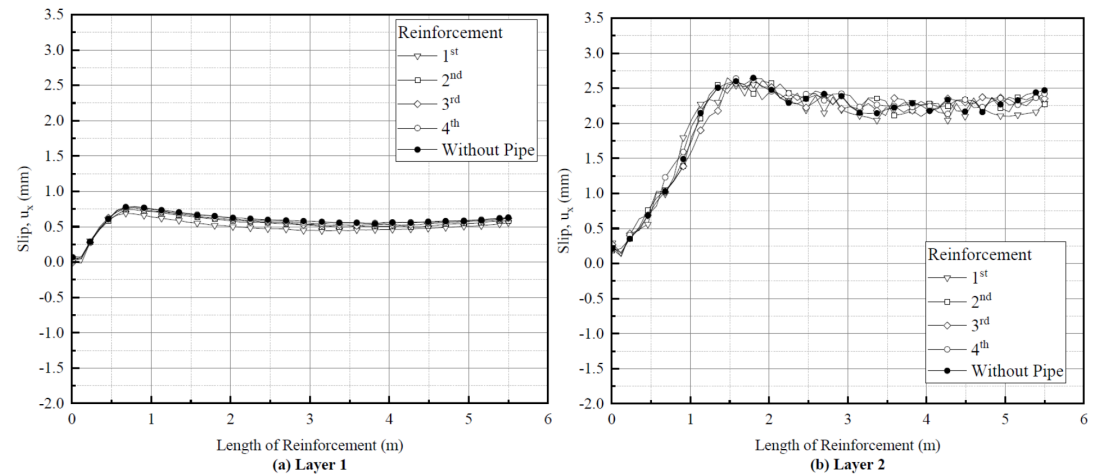 3.5
3.0
2.5
2.0
1.5
1.0
0.5
0.0
-0.5
-1.0
-1.5
-2.0
Slip, uₓ (mm)
Reinforcement
1ˢᵗ
2ⁿᵈ
3ʳᵈ
4ᵗʰ
Without Pipe
0 1 2 3 4 5 6
Length of Reinforcement (m)
(a) Layer 1
3.5
3.0
2.5
2.0
1.5
1.0
0.5
0.0
-0.5
-1.0
-1.5
-2.0
Slip, uₓ (mm)
Reinforcement
1ˢᵗ
2ⁿᵈ
3ʳᵈ
4ᵗʰ
Without Pipe
0 1 2 3 4 5 6
Length of Reinforcement (m)
(b) Layer 2